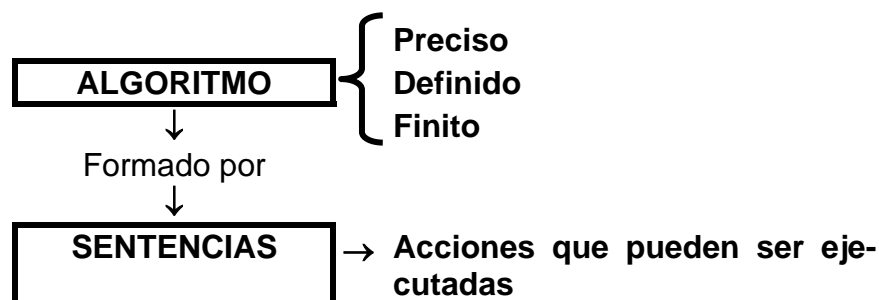 Preciso
ALGORITMO
Definido
Finito
↓
Formado por
↓
SENTENCIAS → Acciones que pueden ser eje-
cutadas